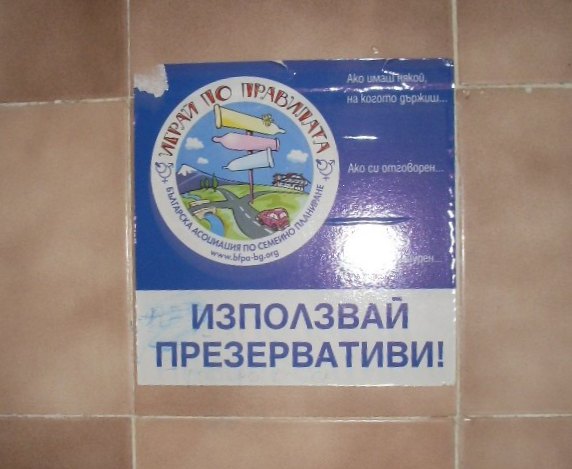 ИГРАЙ ПО ПРАВИЛАТА
БЪЛГАРСКА АСОЦИАЦИЯ ПО СЕМЕЙНО ПЛАНИРАНЕ
www.bfpa-bg.org
Ако имаш някой,
на когото държиш...
Ако си отговорен...
ИЗПОЛЗВАЙ
ПРЕЗЕРВАТИВИ!